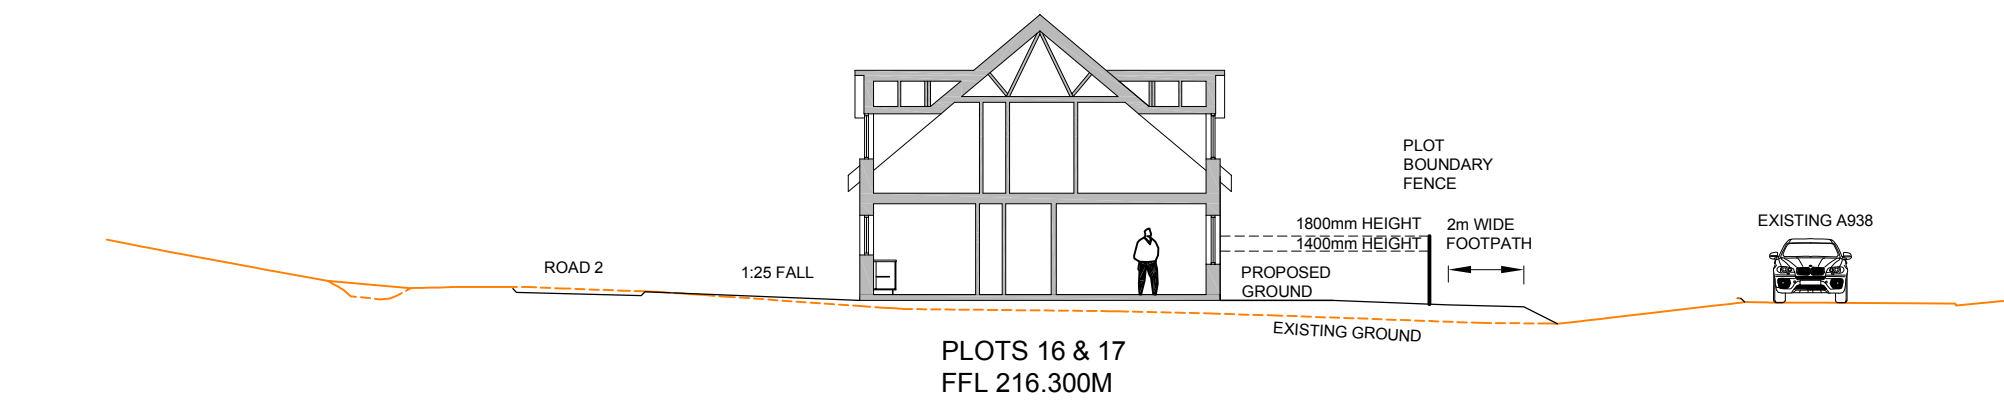 PLOT
BOUNDARY
FENCE
1800mm HEIGHT
1400mm HEIGHT
2m WIDE
FOOTPATH
EXISTING A938
ROAD 2
1:25 FALL
PROPOSED
GROUND
EXISTING GROUND
PLOTS 16 & 17
FFL 216.300M